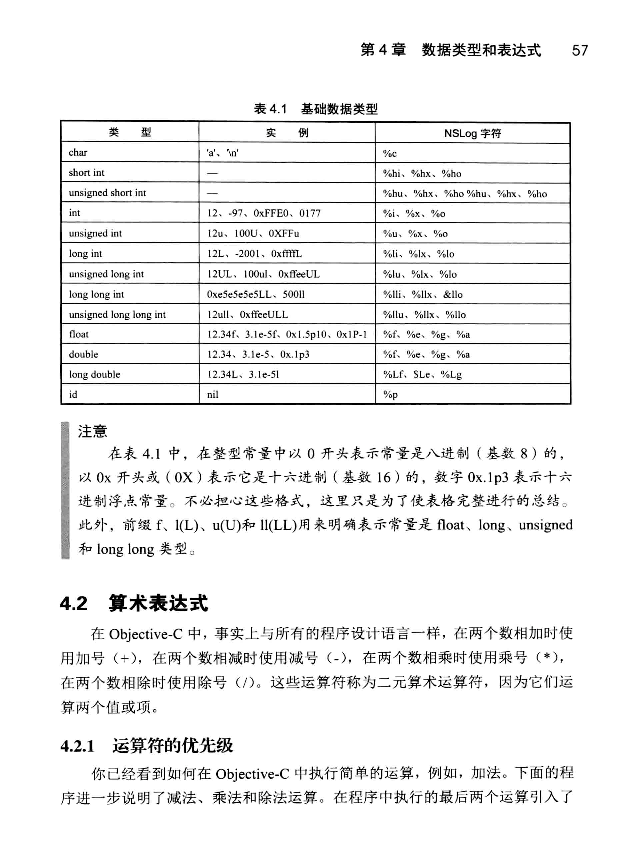 第 4 章 数据类型和表达式 57
表 4.1 基础数据类型
类 型 实 例 NSLog 字符
char 'a'、'\n' %c
short int — %hi、%hx、%ho
unsigned short int — %hu、%hx、%ho %hu、%hx、%ho
int 12、-97、0xFFE0、0177 %i、%x、%o
unsigned int 12u、100U、0XFFu %u、%x、%o
long int 12L、-2001、0xffffL %li、%lx、%lo
unsigned long int 12UL、100ul、0xffeeUL %lu、%lx、%lo
long long int 0xe5e5e5e5LL、500ll %lli、%llx、&llo
unsigned long long int 12ull、0xffeeULL %llu、%llx、%llo
float 12.34f、3.1e-5f、0x1.5p10、0x1P-1 %f、%e、%g、%a
double 12.34、3.1e-5、0x.1p3 %f、%e、%g、%a
long double 12.34L、3.1e-5l %Lf、$Le、%Lg
id nil %p
注意
在表 4.1 中，在整型常量中以 0 开头表示常量是八进制（基数 8）的，
以 0x 开头或（0X）表示它是十六进制（基数 16）的，数字 0x.1p3 表示十六
进制浮点常量。不必担心这些格式，这里只是为了使表格完整进行的总结。
此外，前缀 f、l(L)、u(U)和 ll(LL)用来明确表示常量是 float、long、unsigned
和 long long 类型。
4.2 算术表达式
在 Objective-C 中，事实上与所有的程序设计语言一样，在两个数相加时使
用加号（+），在两个数相减时使用减号（-），在两个数相乘时使用乘号（*），
在两个数相除时使用除号（/）。这些运算符称为二元算术运算符，因为它们运
算两个值或项。
4.2.1 运算符的优先级
你已经看到如何在 Objective-C 中执行简单的运算，例如，加法。下面的程
序进一步说明了减法、乘法和除法运算。在程序中执行的最后两个运算引入了